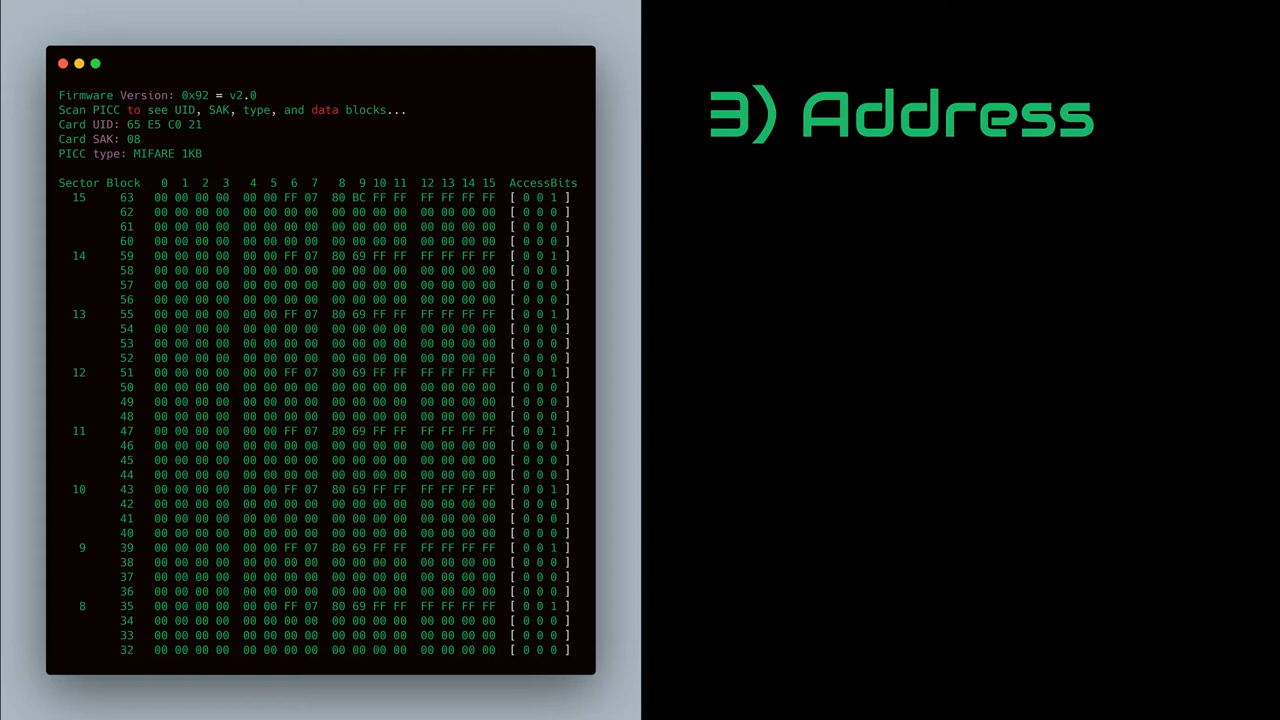 Firmware Version: 0x92 = v2.0
Scan PICC to see UID, SAK, type, and data blocks...
Card UID: 65 E5 C0 21
Card SAK: 08
PICC type: MIFARE 1KB
Sector Block 0 1 2 3 4 5 6 7 8 9 10 11 12 13 14 15 AccessBits
15 63 00 00 00 00 00 00 FF 07 80 BC FF FF FF FF FF FF [ 0 0 1 ]
62 00 00 00 00 00 00 00 00 00 00 00 00 00 00 00 00 [ 0 0 0 ]
61 00 00 00 00 00 00 00 00 00 00 00 00 00 00 00 00 [ 0 0 0 ]
60 00 00 00 00 00 00 00 00 00 00 00 00 00 00 00 00 [ 0 0 0 ]
14 59 00 00 00 00 00 00 FF 07 80 69 FF FF FF FF FF FF [ 0 0 1 ]
58 00 00 00 00 00 00 00 00 00 00 00 00 00 00 00 00 [ 0 0 0 ]
57 00 00 00 00 00 00 00 00 00 00 00 00 00 00 00 00 [ 0 0 0 ]
56 00 00 00 00 00 00 00 00 00 00 00 00 00 00 00 00 [ 0 0 0 ]
13 55 00 00 00 00 00 00 FF 07 80 69 FF FF FF FF FF FF [ 0 0 1 ]
54 00 00 00 00 00 00 00 00 00 00 00 00 00 00 00 00 [ 0 0 0 ]
53 00 00 00 00 00 00 00 00 00 00 00 00 00 00 00 00 [ 0 0 0 ]
52 00 00 00 00 00 00 00 00 00 00 00 00 00 00 00 00 [ 0 0 0 ]
12 51 00 00 00 00 00 00 FF 07 80 69 FF FF FF FF FF FF [ 0 0 1 ]
50 00 00 00 00 00 00 00 00 00 00 00 00 00 00 00 00 [ 0 0 0 ]
49 00 00 00 00 00 00 00 00 00 00 00 00 00 00 00 00 [ 0 0 0 ]
48 00 00 00 00 00 00 00 00 00 00 00 00 00 00 00 00 [ 0 0 0 ]
11 47 00 00 00 00 00 00 FF 07 80 69 FF FF FF FF FF FF [ 0 0 1 ]
46 00 00 00 00 00 00 00 00 00 00 00 00 00 00 00 00 [ 0 0 0 ]
45 00 00 00 00 00 00 00 00 00 00 00 00 00 00 00 00 [ 0 0 0 ]
44 00 00 00 00 00 00 00 00 00 00 00 00 00 00 00 00 [ 0 0 0 ]
10 43 00 00 00 00 00 00 FF 07 80 69 FF FF FF FF FF FF [ 0 0 1 ]
42 00 00 00 00 00 00 00 00 00 00 00 00 00 00 00 00 [ 0 0 0 ]
41 00 00 00 00 00 00 00 00 00 00 00 00 00 00 00 00 [ 0 0 0 ]
40 00 00 00 00 00 00 00 00 00 00 00 00 00 00 00 00 [ 0 0 0 ]
9 39 00 00 00 00 00 00 FF 07 80 69 FF FF FF FF FF FF [ 0 0 1 ]
38 00 00 00 00 00 00 00 00 00 00 00 00 00 00 00 00 [ 0 0 0 ]
37 00 00 00 00 00 00 00 00 00 00 00 00 00 00 00 00 [ 0 0 0 ]
36 00 00 00 00 00 00 00 00 00 00 00 00 00 00 00 00 [ 0 0 0 ]
8 35 00 00 00 00 00 00 FF 07 80 69 FF FF FF FF FF FF [ 0 0 1 ]
34 00 00 00 00 00 00 00 00 00 00 00 00 00 00 00 00 [ 0 0 0 ]
33 00 00 00 00 00 00 00 00 00 00 00 00 00 00 00 00 [ 0 0 0 ]
32 00 00 00 00 00 00 00 00 00 00 00 00 00 00 00 00 [ 0 0 0 ]
3) Address